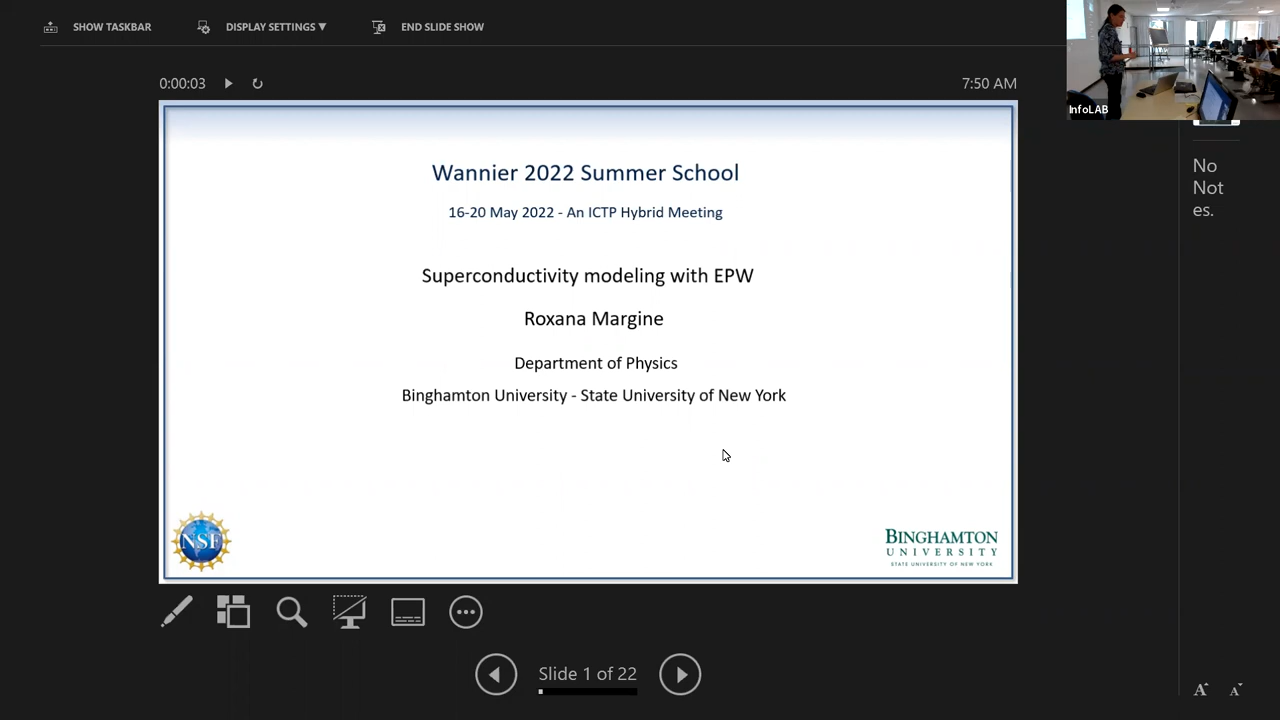 SHOW TASKBAR
DISPLAY SETTINGS ▼
END SLIDE SHOW
InfoLAB
0:00:03
7:50 AM
Wannier 2022 Summer School
16-20 May 2022 - An ICTP Hybrid Meeting
Superconductivity modeling with EPW
Roxana Margine
Department of Physics
Binghamton University - State University of New York
NSF
BINGHAMTON
UNIVERSITY
STATE UNIVERSITY OF NEW YORK
No
Not
es.
Slide 1 of 22
A A